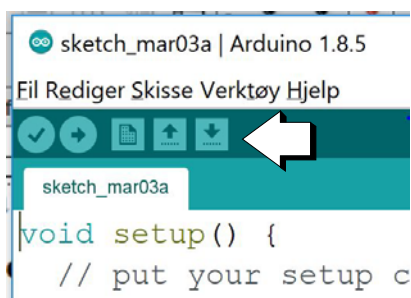 sketch_mar03a | Arduino 1.8.5
Fil Rediger Skisse Verktøy Hjelp
sketch_mar03a
void setup() {
// put your setup c